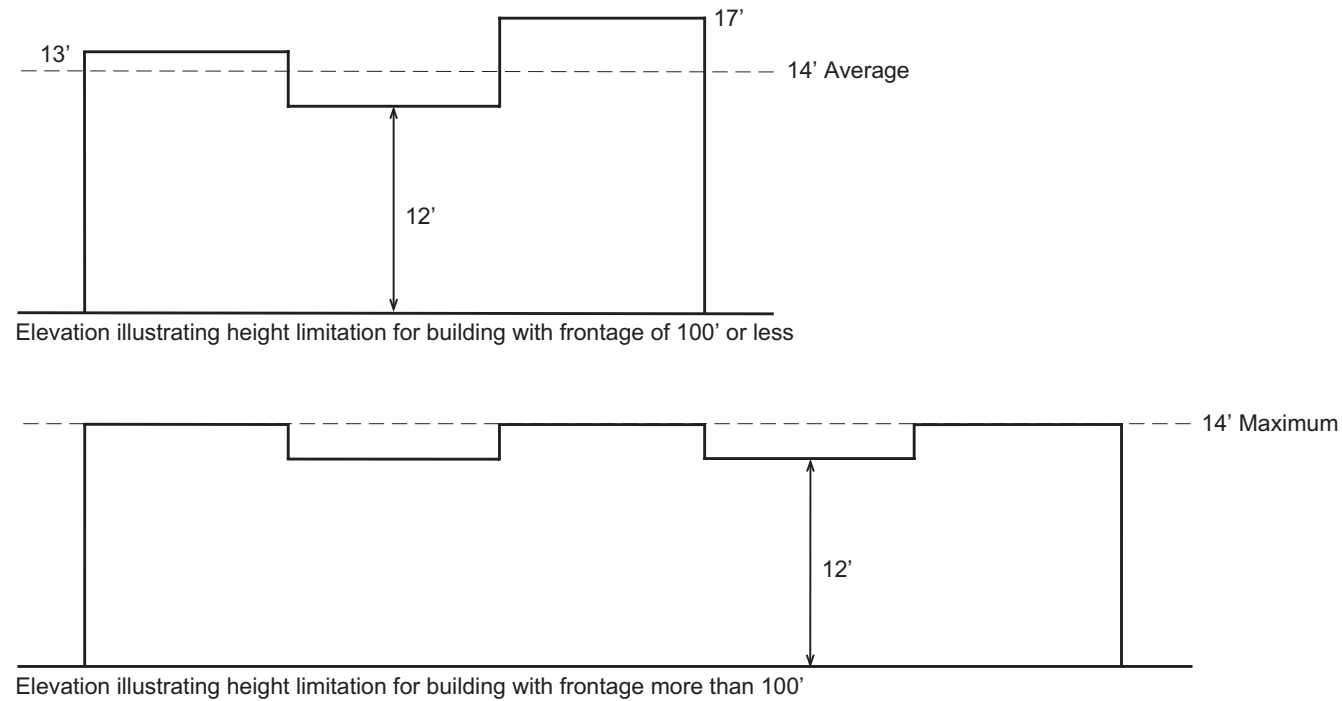 17’
13’
14’ Average
12’
Elevation illustrating height limitation for building with frontage of 100’ or less
14’ Maximum
12’
Elevation illustrating height limitation for building with frontage more than 100’